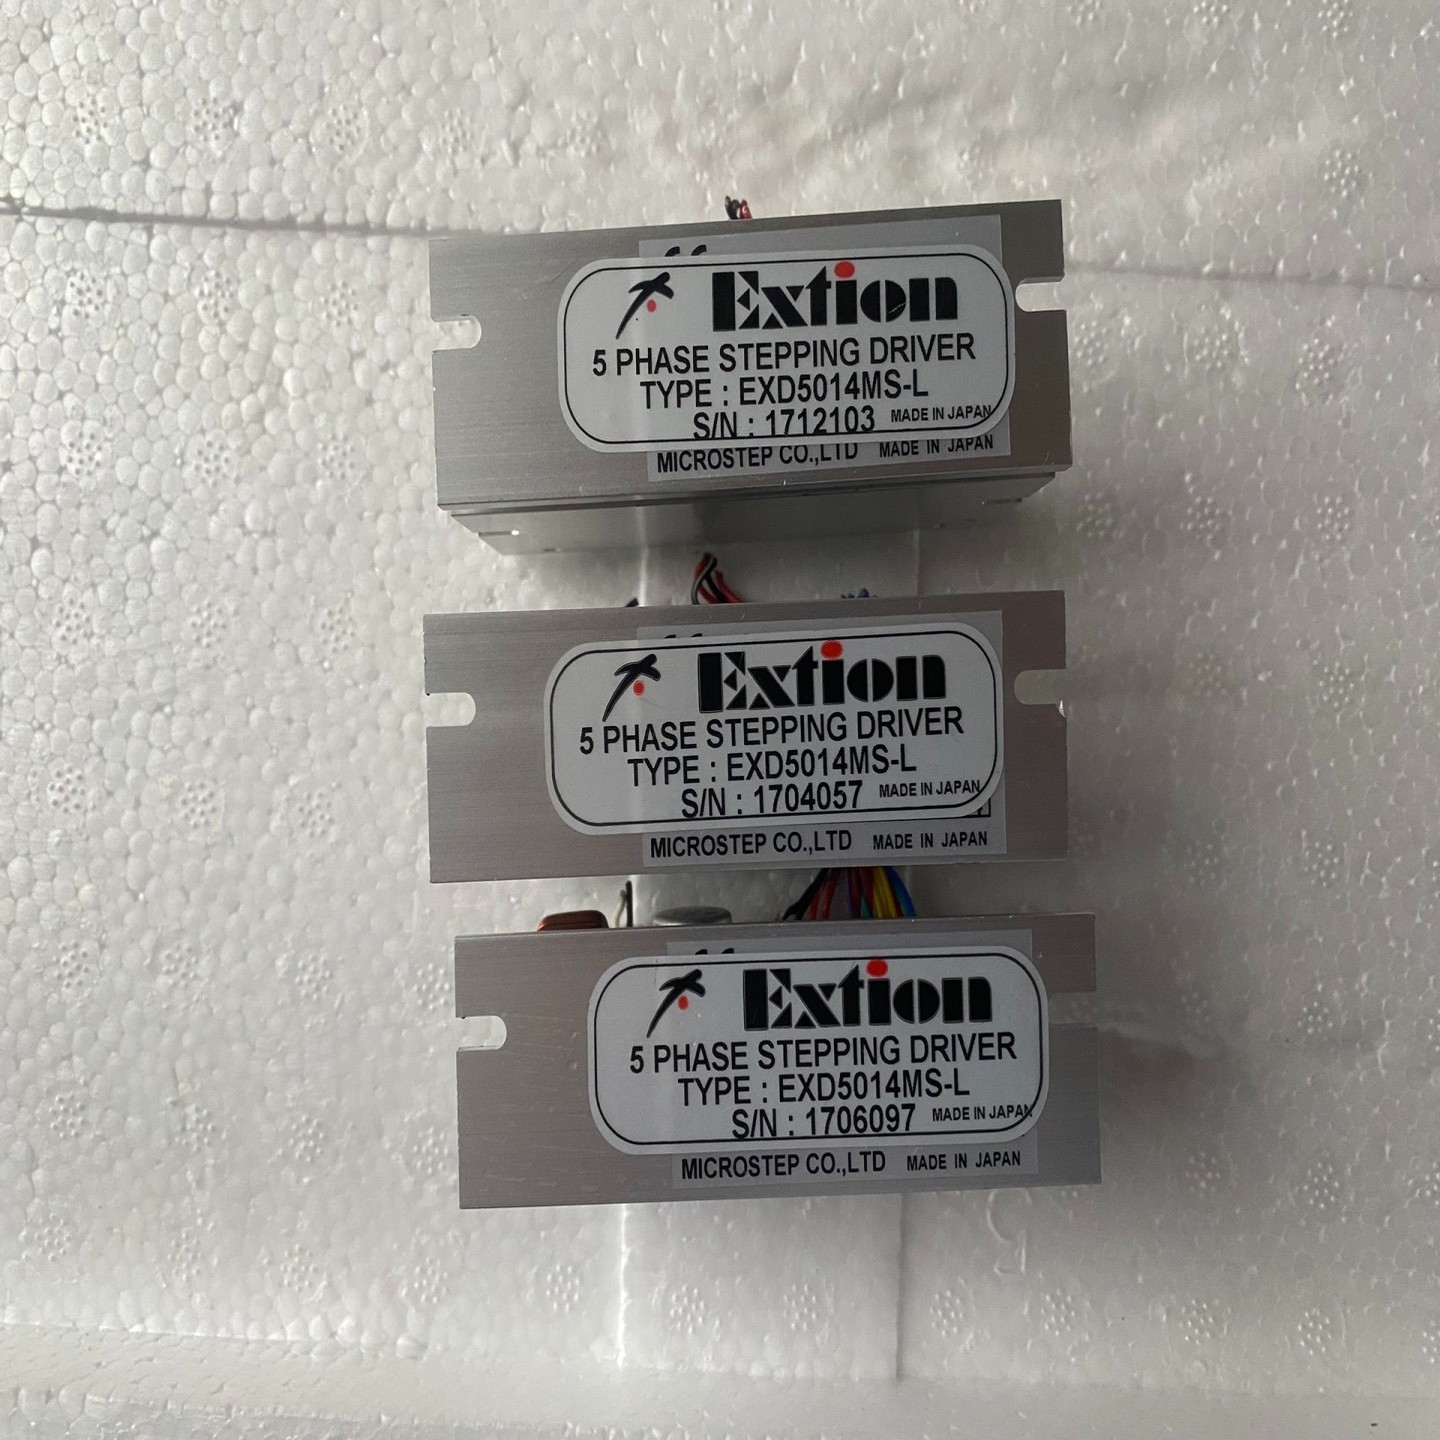 Extion
5 PHASE STEPPING DRIVER
TYPE : EXD5014MS-L
S/N : 1712103 MADE IN JAPAN
MICROSTEP CO.,LTD MADE IN JAPAN
Extion
5 PHASE STEPPING DRIVER
TYPE : EXD5014MS-L
S/N : 1704057 MADE IN JAPAN
MICROSTEP CO.,LTD MADE IN JAPAN
Extion
5 PHASE STEPPING DRIVER
TYPE : EXD5014MS-L
S/N : 1706097 MADE IN JAPAN
MICROSTEP CO.,LTD MADE IN JAPAN